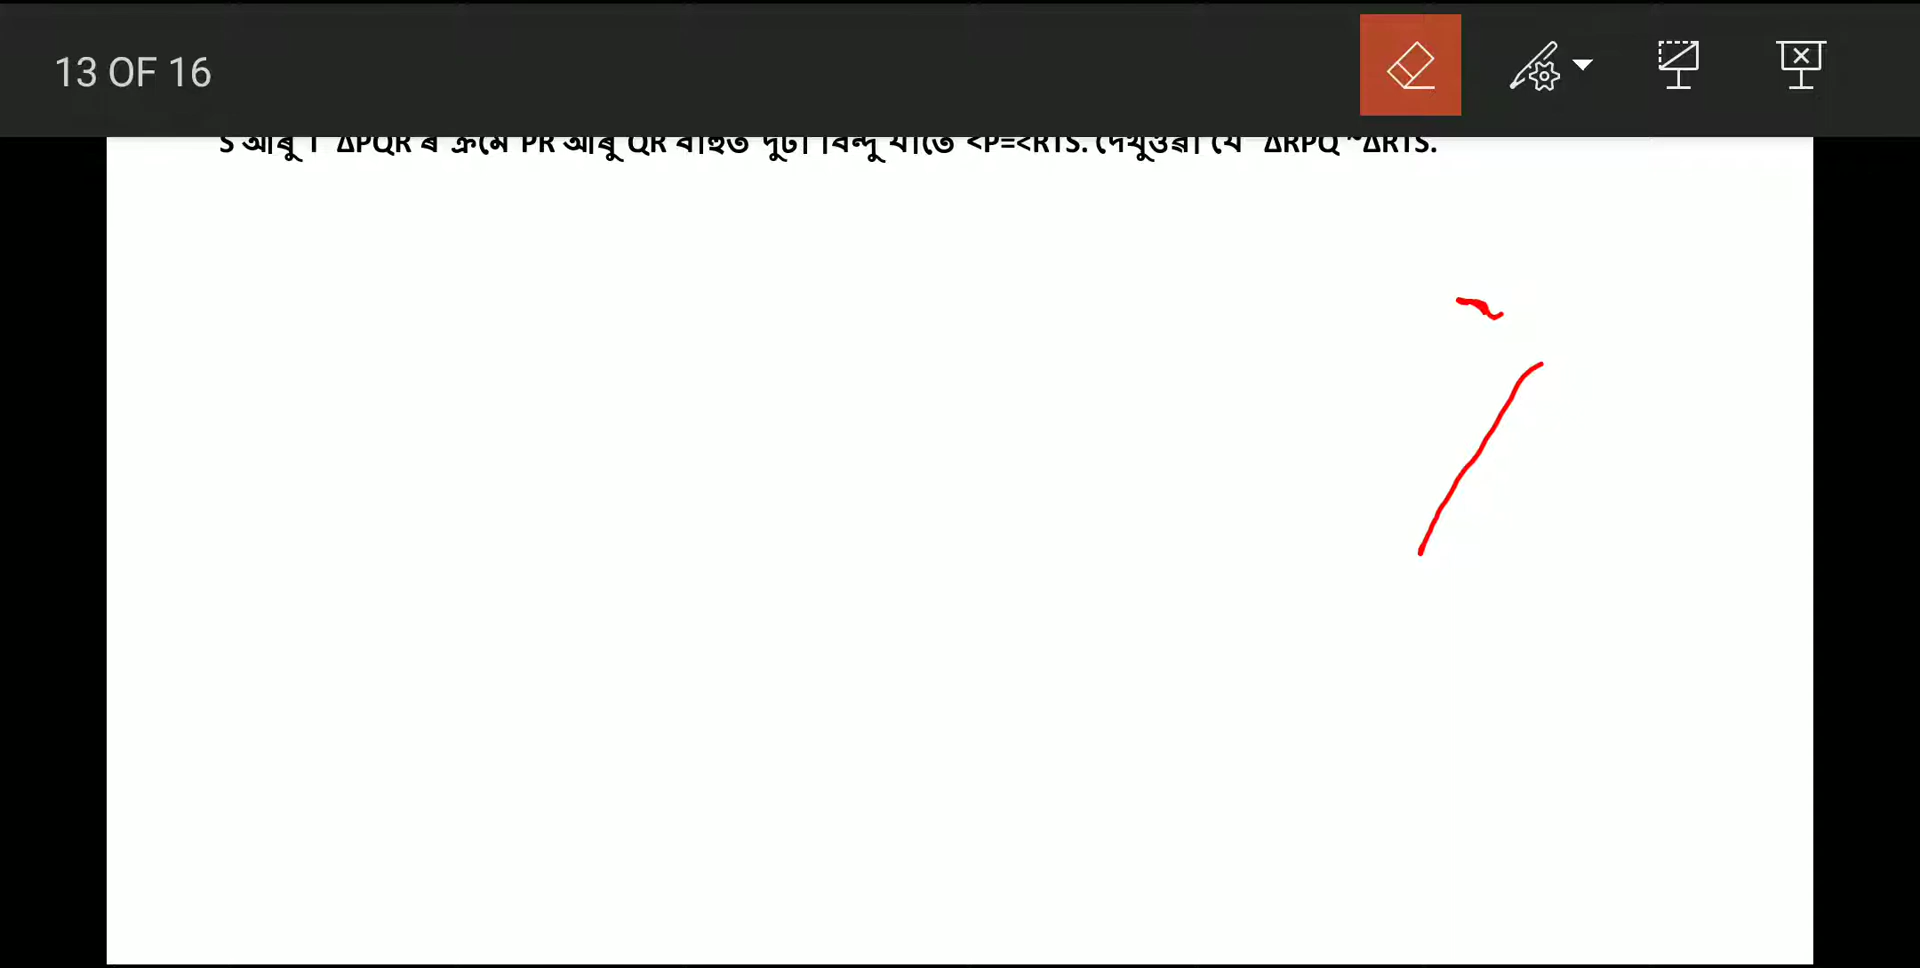 13 OF 16
S আৰু T ΔPQR ৰ ক্ৰমে PR আৰু QR বাহুত দুটা বিন্দু যাতে <P=<RTS. দেখুওৱা যে ΔRPQ ~ΔRTS.